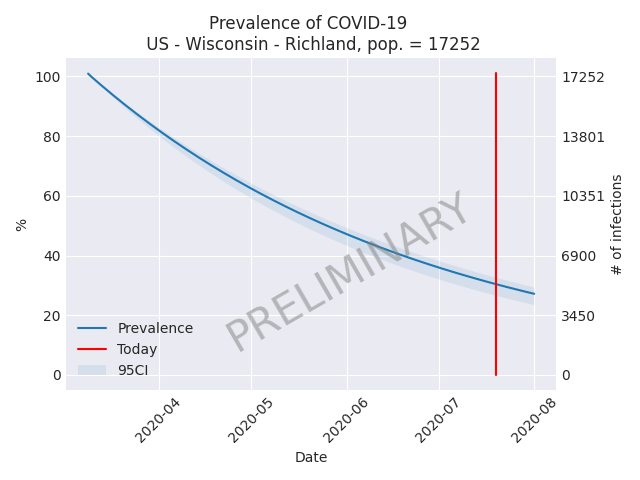 Prevalence of COVID-19
US - Wisconsin - Richland, pop. = 17252
100
80
60
40
20
0
%
17252
13801
10351
6900
3450
0
# of infections
PRELIMINARY
Prevalence
Today
95CI
2020-04
2020-05
2020-06
2020-07
2020-08
Date